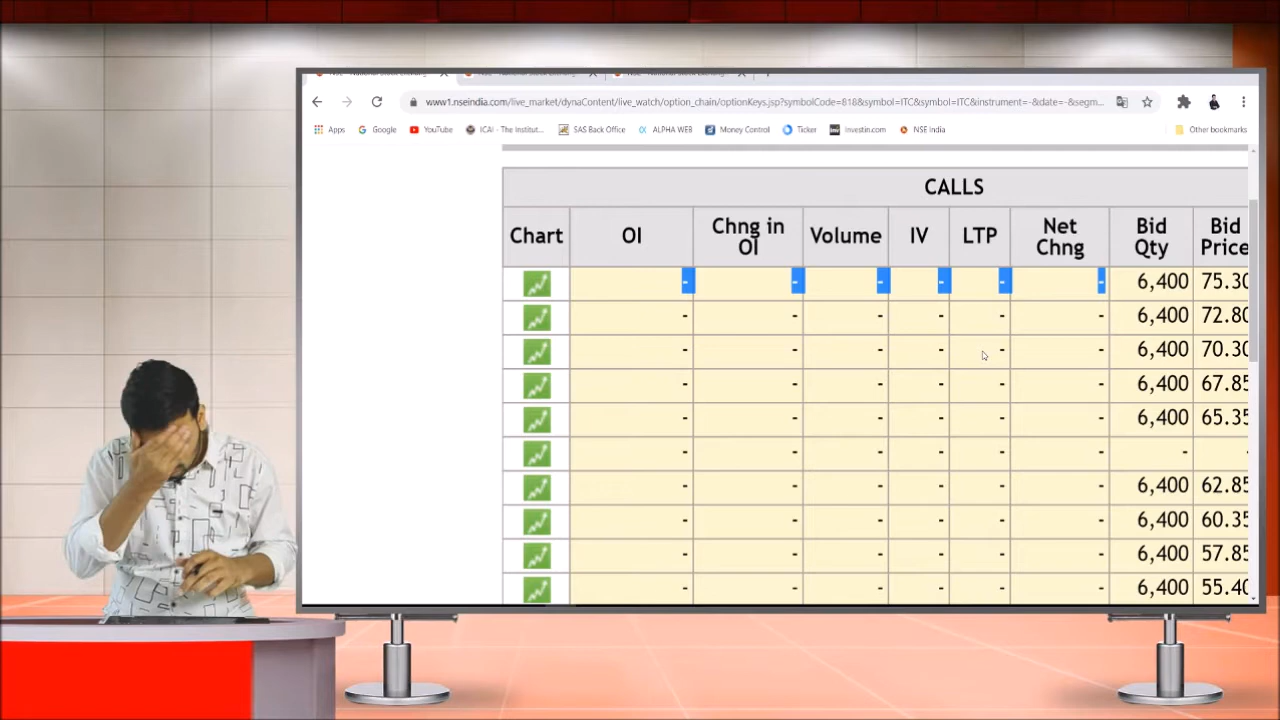 www1.nseindia.com/live_market/dynaContent/live_watch/option_chain/optionKeys.jsp?symbolCode=818&symbol=ITC&symbol=ITC&instrument=-&date=-&segm...
Apps Google YouTube ICAI - The Institut... SAS Back Office ALPHA WEB Money Control Ticker Investin.com NSE India Other bookmarks
CALLS
Chart OI Chng in OI Volume IV LTP Net Chng Bid Qty Bid Price
- - - - - - 6,400 75.30
- - - - - - 6,400 72.80
- - - - - - 6,400 70.30
- - - - - - 6,400 67.85
- - - - - - 6,400 65.35
- - - - - - - -
- - - - - - 6,400 62.85
- - - - - - 6,400 60.35
- - - - - - 6,400 57.85
- - - - - - 6,400 55.40